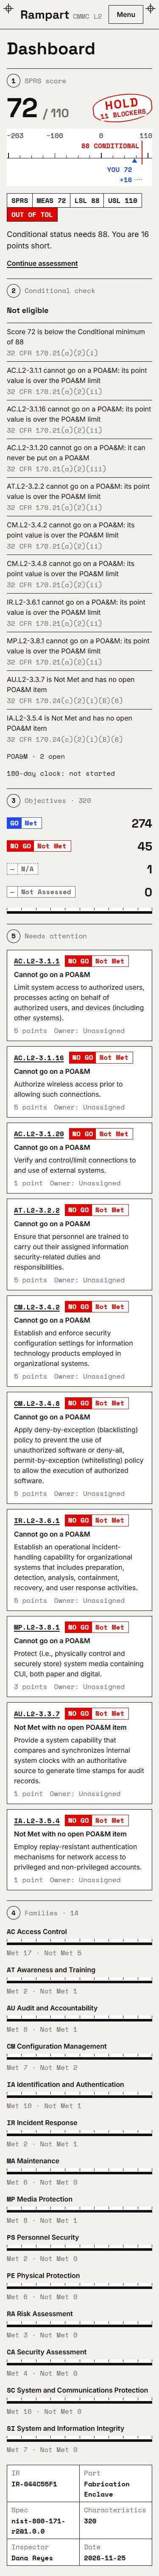 Rampart CMMC L2
Menu
Dashboard
1 SPRS score
72 / 110
HOLD
11 BLOCKERS
-203 -100 0 110
88 CONDITIONAL
YOU 72
+16
SPRS MEAS 72 LSL 88 USL 110
OUT OF TOL
Conditional status needs 88. You are 16
points short.
Continue assessment
2 Conditional check
Not eligible
Score 72 is below the Conditional minimum
of 88
32 CFR 170.21(a)(2)(i)
AC.L2-3.1.1 cannot go on a POA&M: its point
value is over the POA&M limit
32 CFR 170.21(a)(2)(ii)
AC.L2-3.1.16 cannot go on a POA&M: its point
value is over the POA&M limit
32 CFR 170.21(a)(2)(ii)
AC.L2-3.1.20 cannot go on a POA&M: it can
never be put on a POA&M
32 CFR 170.21(a)(2)(iii)
AT.L2-3.2.2 cannot go on a POA&M: its point
value is over the POA&M limit
32 CFR 170.21(a)(2)(ii)
CM.L2-3.4.2 cannot go on a POA&M: its
point value is over the POA&M limit
32 CFR 170.21(a)(2)(ii)
CM.L2-3.4.8 cannot go on a POA&M: its
point value is over the POA&M limit
32 CFR 170.21(a)(2)(ii)
IR.L2-3.6.1 cannot go on a POA&M: its point
value is over the POA&M limit
32 CFR 170.21(a)(2)(ii)
MP.L2-3.8.1 cannot go on a POA&M: its point
value is over the POA&M limit
32 CFR 170.21(a)(2)(ii)
AU.L2-3.3.7 is Not Met and has no open
POA&M item
32 CFR 170.24(c)(2)(i)(B)(6)
IA.L2-3.5.4 is Not Met and has no open
POA&M item
32 CFR 170.24(c)(2)(i)(B)(6)
POA&M · 2 open
180-day clock: not started
3 Objectives · 320
GO Met 274
NO GO Not Met 45
— N/A 1
— Not Assessed 0
5 Needs attention
AC.L2-3.1.1 NO GO Not Met
Cannot go on a POA&M
Limit system access to authorized users,
processes acting on behalf of
authorized users, and devices (including
other systems).
5 points Owner: Unassigned
AC.L2-3.1.16 NO GO Not Met
Cannot go on a POA&M
Authorize wireless access prior to
allowing such connections.
5 points Owner: Unassigned
AC.L2-3.1.20 NO GO Not Met
Cannot go on a POA&M
Verify and control/limit connections to
and use of external systems.
1 point Owner: Unassigned
AT.L2-3.2.2 NO GO Not Met
Cannot go on a POA&M
Ensure that personnel are trained to
carry out their assigned information
security-related duties and
responsibilities.
5 points Owner: Unassigned
CM.L2-3.4.2 NO GO Not Met
Cannot go on a POA&M
Establish and enforce security
configuration settings for information
technology products employed in
organizational systems.
5 points Owner: Unassigned
CM.L2-3.4.8 NO GO Not Met
Cannot go on a POA&M
Apply deny-by-exception (blacklisting)
policy to prevent the use of
unauthorized software or deny-all,
permit-by-exception (whitelisting) policy
to allow the execution of authorized
software.
5 points Owner: Unassigned
IR.L2-3.6.1 NO GO Not Met
Cannot go on a POA&M
Establish an operational incident-
handling capability for organizational
systems that includes preparation,
detection, analysis, containment,
recovery, and user response activities.
5 points Owner: Unassigned
MP.L2-3.8.1 NO GO Not Met
Cannot go on a POA&M
Protect (i.e., physically control and
securely store) system media containing
CUI, both paper and digital.
3 points Owner: Unassigned
AU.L2-3.3.7 NO GO Not Met
Not Met with no open POA&M item
Provide a system capability that
compares and synchronizes internal
system clocks with an authoritative
source to generate time stamps for audit
records.
1 point Owner: Unassigned
IA.L2-3.5.4 NO GO Not Met
Not Met with no open POA&M item
Employ replay-resistant authentication
mechanisms for network access to
privileged and non-privileged accounts.
1 point Owner: Unassigned
4 Families · 14
AC Access Control
Met 17 · Not Met 5
AT Awareness and Training
Met 2 · Not Met 1
AU Audit and Accountability
Met 8 · Not Met 1
CM Configuration Management
Met 7 · Not Met 2
IA Identification and Authentication
Met 10 · Not Met 1
IR Incident Response
Met 2 · Not Met 1
MA Maintenance
Met 6 · Not Met 0
MP Media Protection
Met 8 · Not Met 1
PS Personnel Security
Met 2 · Not Met 0
PE Physical Protection
Met 6 · Not Met 0
RA Risk Assessment
Met 3 · Not Met 0
CA Security Assessment
Met 4 · Not Met 0
SC System and Communications Protection
Met 16 · Not Met 0
SI System and Information Integrity
Met 7 · Not Met 0
IR Part
IR-044C55F1 Fabrication
Enclave
Spec Characteristics
nist-800-171- 320
r2@1.0.0
Inspector Date
Dana Reyes 2026-11-25